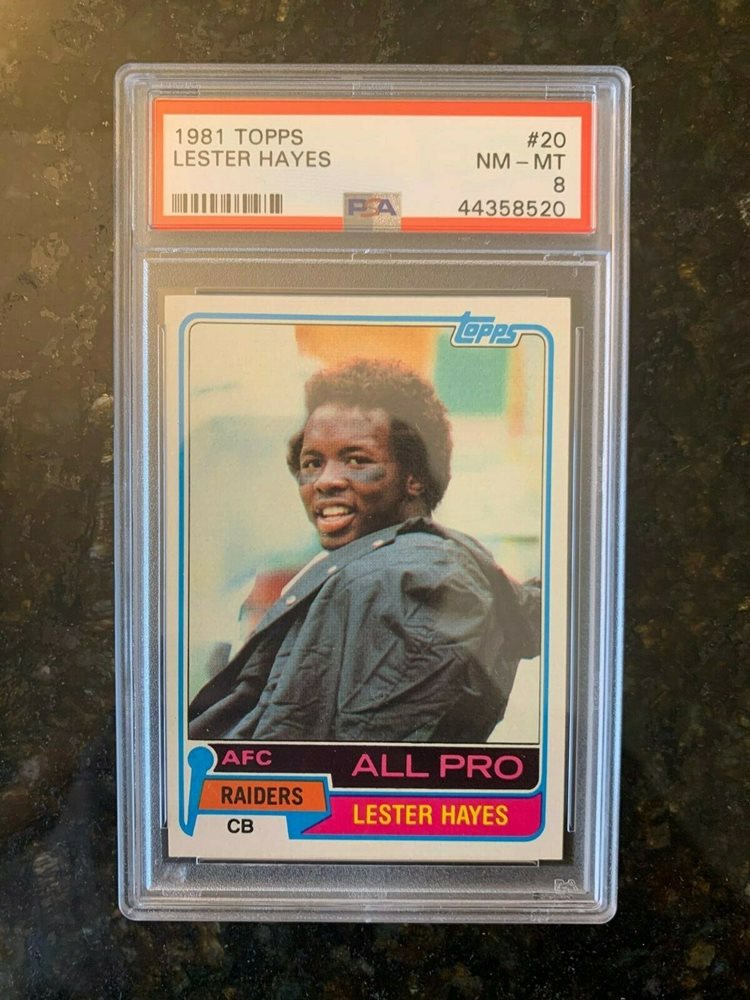 1981 TOPPS #20
LESTER HAYES NM - MT
8
PSA 44358520
topps
AFC ALL PRO
RAIDERS
LESTER HAYES
CB